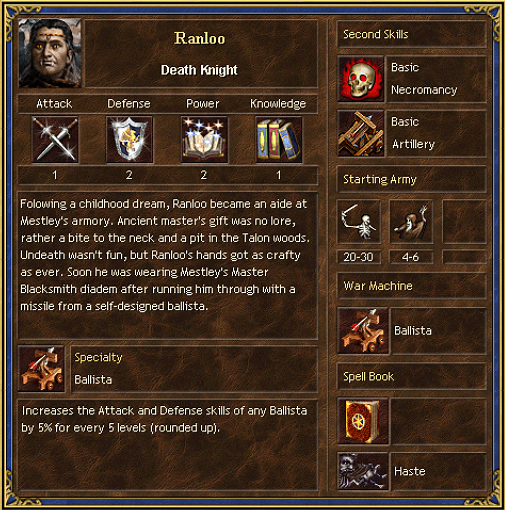 Ranloo
Death Knight
Attack Defense Power Knowledge
1 2 2 1
Folowing a childhood dream, Ranloo became an aide at
Mestley's armory. Ancient master's gift was no lore,
rather a bite to the neck and a pit in the Talon woods.
Undeath wasn't fun, but Ranloo's hands got as crafty
as ever. Soon he was wearing Mestley's Master
Blacksmith diadem after running him through with a
missile from a self-designed ballista.
Specialty
Ballista
Increases the Attack and Defense skills of any Ballista
by 5% for every 5 levels (rounded up).
Second Skills
Basic
Necromancy
Basic
Artillery
Starting Army
20-30 4-6
War Machine
Ballista
Spell Book
Haste